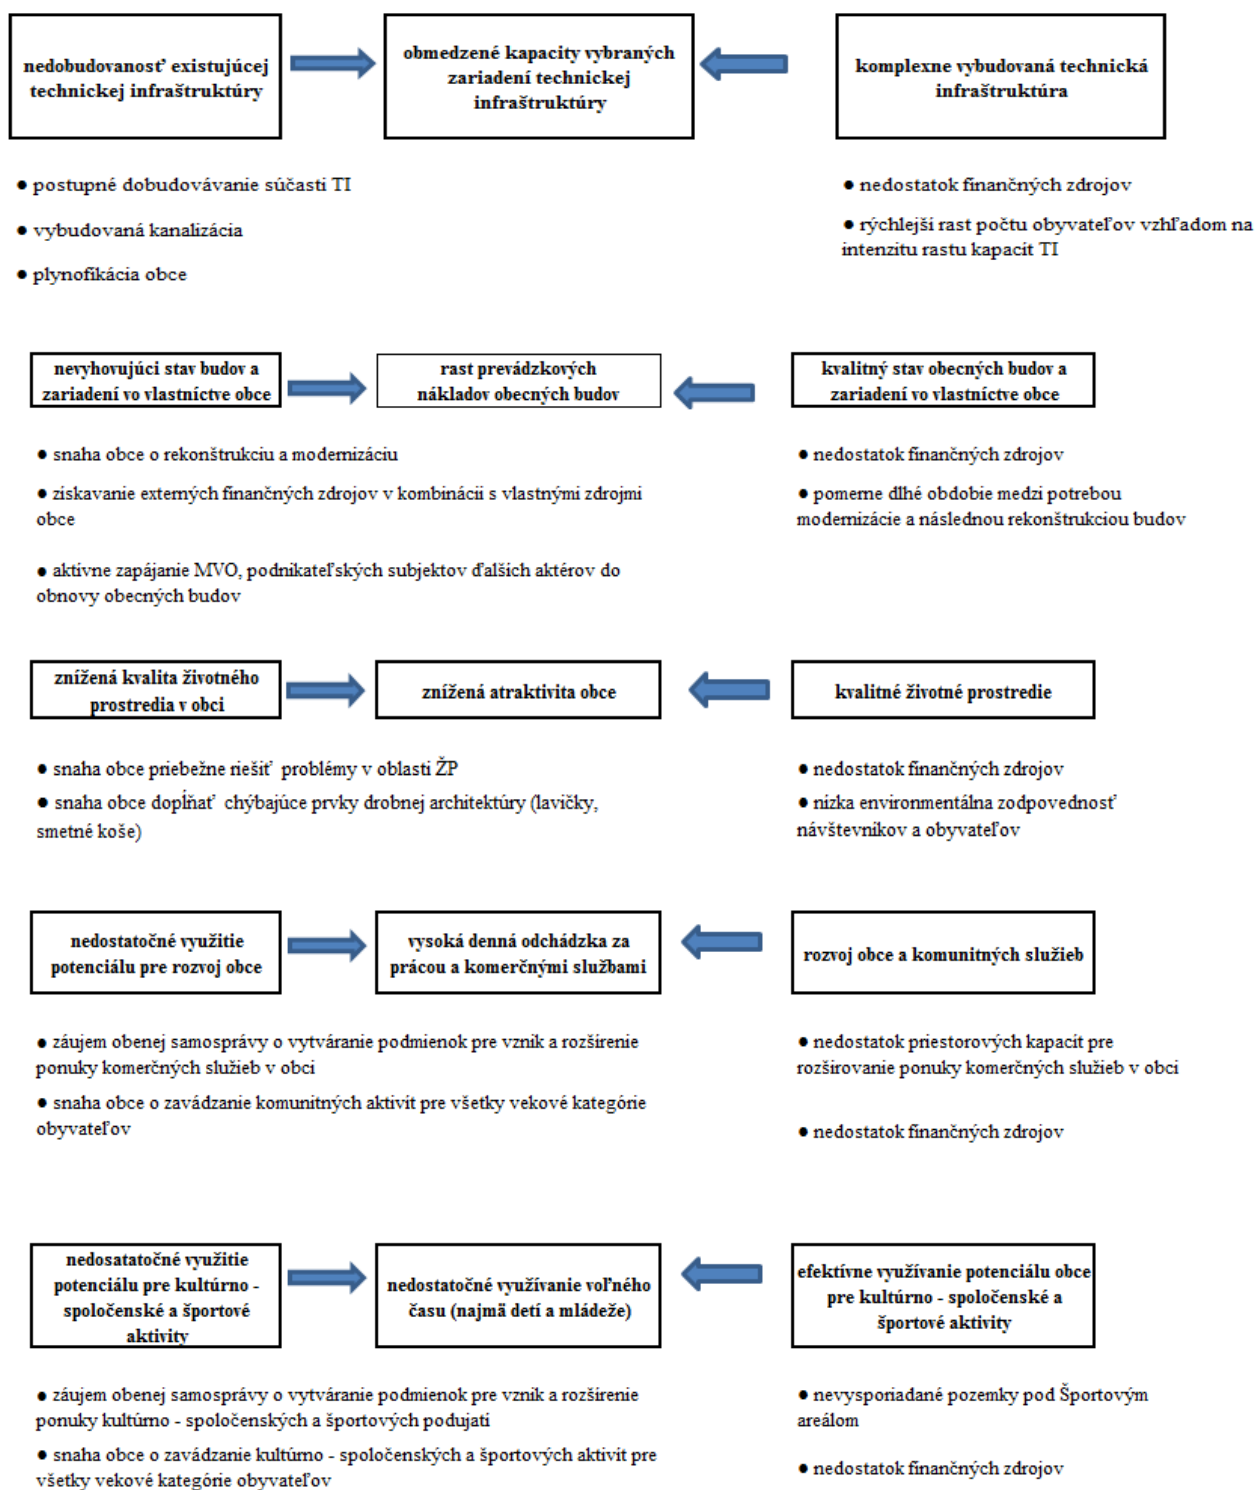 nedobudovanosť existujúcej
technickej infraštruktúry
obmedzené kapacity vybraných
zariadení technickej
infraštruktúry
komplexne vybudovaná technická
infraštruktúra
● postupné dobudovávanie súčasti TI
● vybudovaná kanalizácia
● plynofikácia obce
● nedostatok finančných zdrojov
● rýchlejší rast počtu obyvateľov vzhľadom na
intenzitu rastu kapacít TI
nevyhovujúci stav budov a
zariadení vo vlastníctve obce
rast prevádzkových
nákladov obecných budov
kvalitný stav obecných budov a
zariadení vo vlastníctve obce
● snaha obce o rekonštrukciu a modernizáciu
● získavanie externých finančných zdrojov v kombinácii s vlastnými zdrojmi
obce
● aktívne zapájanie MVO, podnikateľských subjektov ďalších aktérov do
obnovy obecných budov
● nedostatok finančných zdrojov
● pomerne dlhé obdobie medzi potrebou
modernizácie a následnou rekonštrukciou budov
znížená kvalita životného
prostredia v obci
znížená atraktivita obce
kvalitné životné prostredie
● snaha obce priebežne riešiť problémy v oblasti ŽP
● snaha obce dopĺňať chýbajúce prvky drobnej architektúry (lavičky,
smetné koše)
● nedostatok finančných zdrojov
● nízka environmentálna zodpovednosť
návštevníkov a obyvateľov
nedostatočné využitie
potenciálu pre rozvoj obce
vysoká denná odchádzka za
prácou a komerčnými službami
rozvoj obce a komunitných služieb
● záujem obenej samosprávy o vytváranie podmienok pre vznik a rozšírenie
ponuky komerčných služieb v obci
● snaha obce o zavádzanie komunitných aktivít pre všetky vekové kategórie
obyvateľov
● nedostatok priestorových kapacít pre
rozširovanie ponuky komerčných služieb v obci
● nedostatok finančných zdrojov
nedosatatočné využitie
potenciálu pre kultúrno -
spoločenské a športové
aktivity
nedostatočné využívanie voľného
času (najmä detí a mládeže)
efektívne využívanie potenciálu obce
pre kultúrno - spoločenské a
športové aktivity
● záujem obenej samosprávy o vytváranie podmienok pre vznik a rozšírenie
ponuky kultúrno - spoločenských a športových podujatí
● snaha obce o zavádzanie kultúrno - spoločenských a športových aktivít pre
všetky vekové kategórie obyvateľov
● nevysporiadané pozemky pod Športovým
areálom
● nedostatok finančných zdrojov